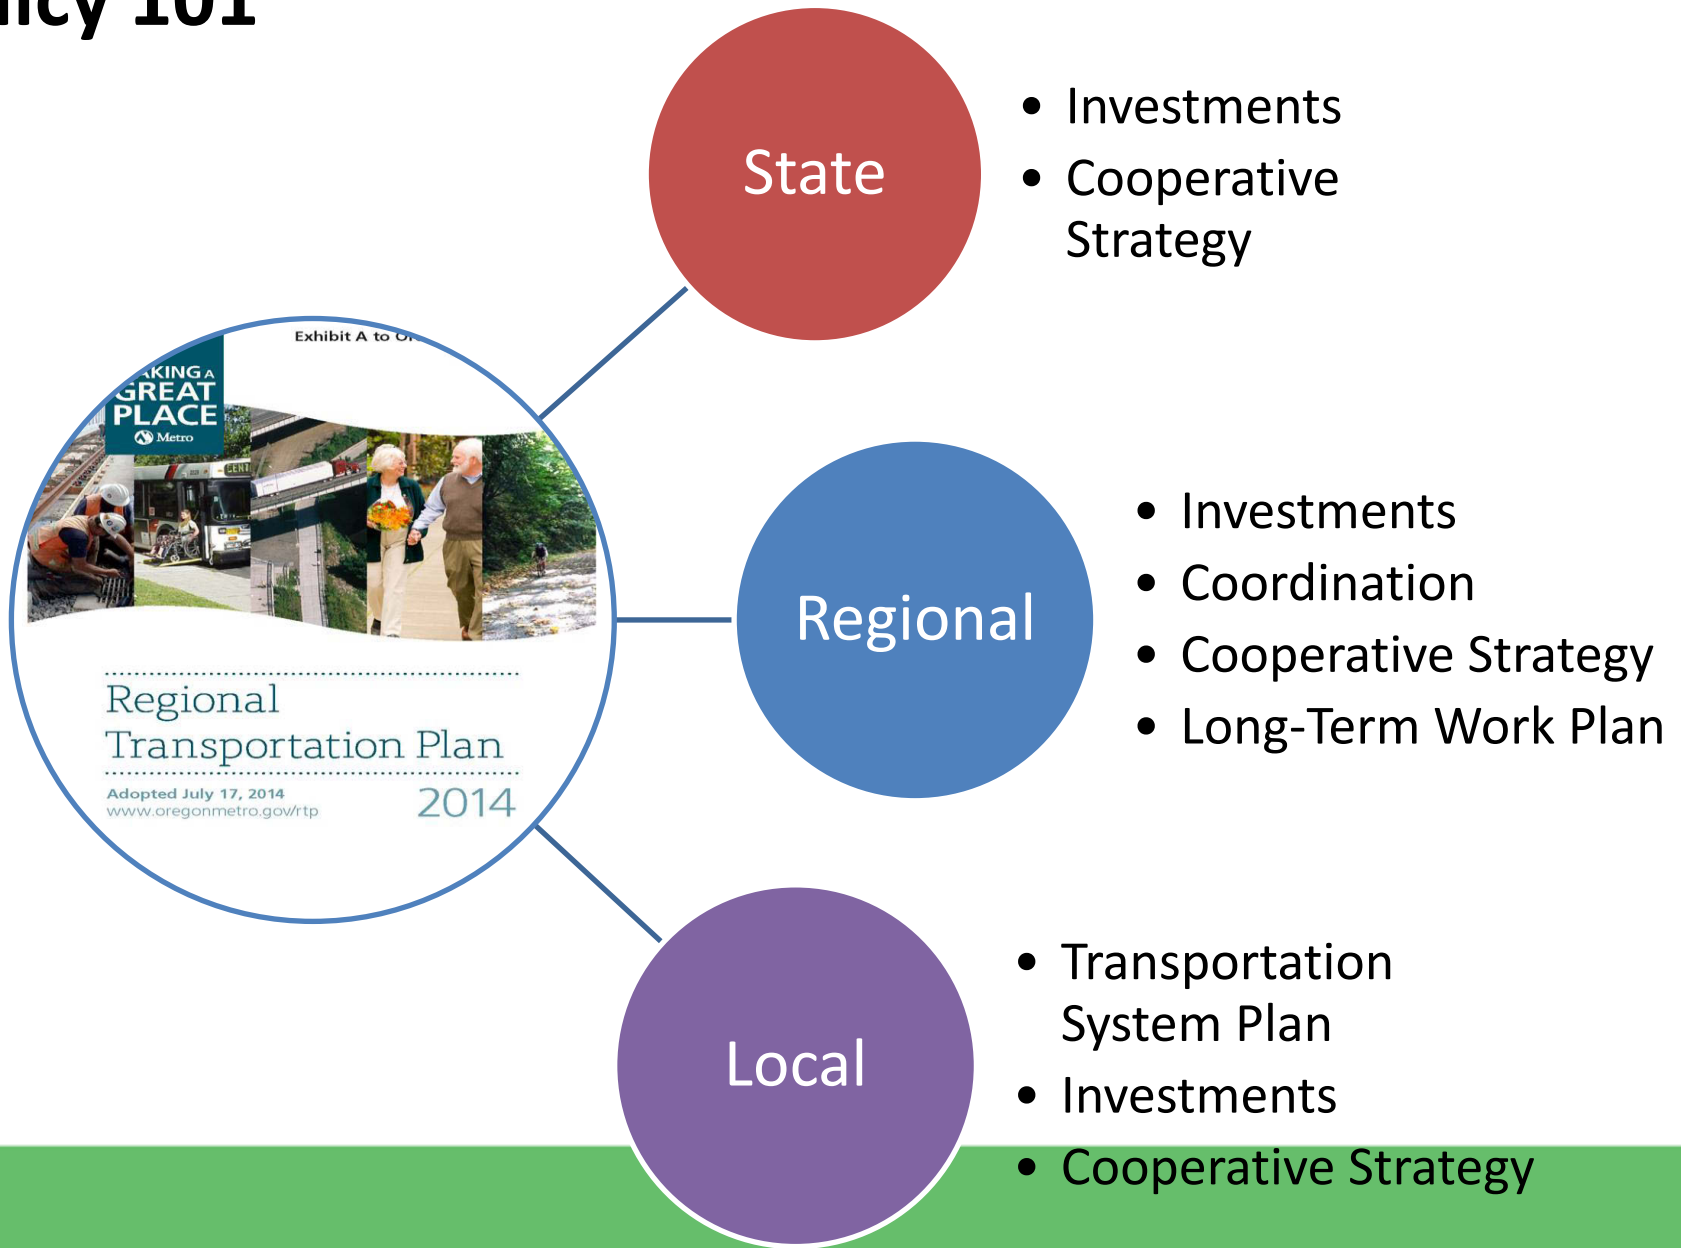 101
State
• Investments
• Cooperative
Strategy
Exhibit A to
GREAT
PLACE
Metro
Regional
Transportation Plan
Adopted July 17, 2014
www.oregonmetro.gov/rtp
2014
Regional
• Investments
• Coordination
• Cooperative Strategy
• Long-Term Work Plan
Local
• Transportation
System Plan
• Investments
• Cooperative Strategy